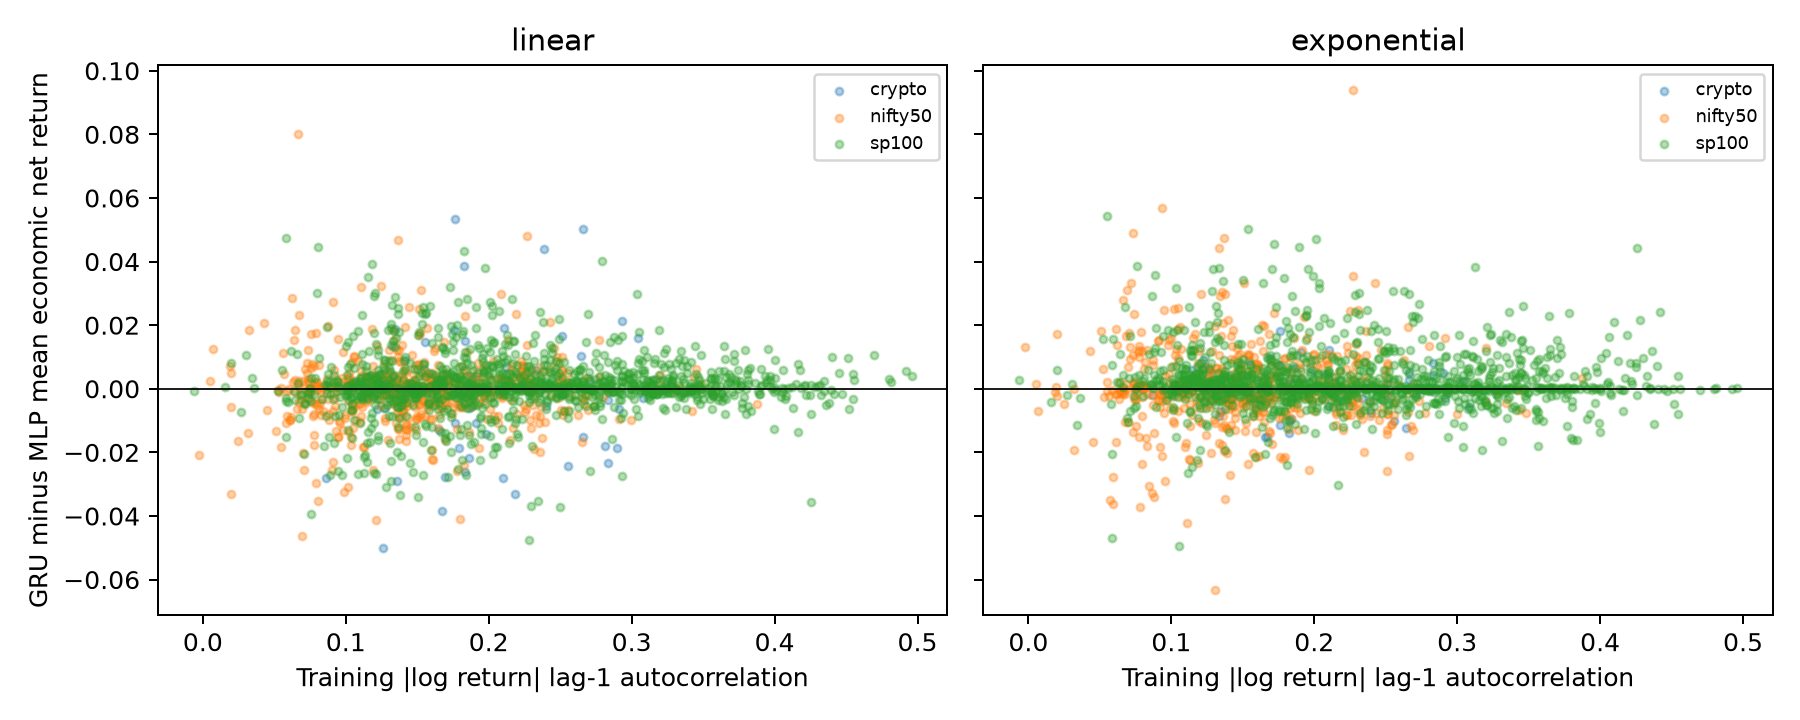 linear
exponential
GRU minus MLP mean economic net return
0.10
0.08
0.06
0.04
0.02
0.00
−0.02
−0.04
−0.06
crypto
nifty50
sp100
crypto
nifty50
sp100
0.0 0.1 0.2 0.3 0.4 0.5
0.0 0.1 0.2 0.3 0.4 0.5
Training |log return| lag-1 autocorrelation
Training |log return| lag-1 autocorrelation